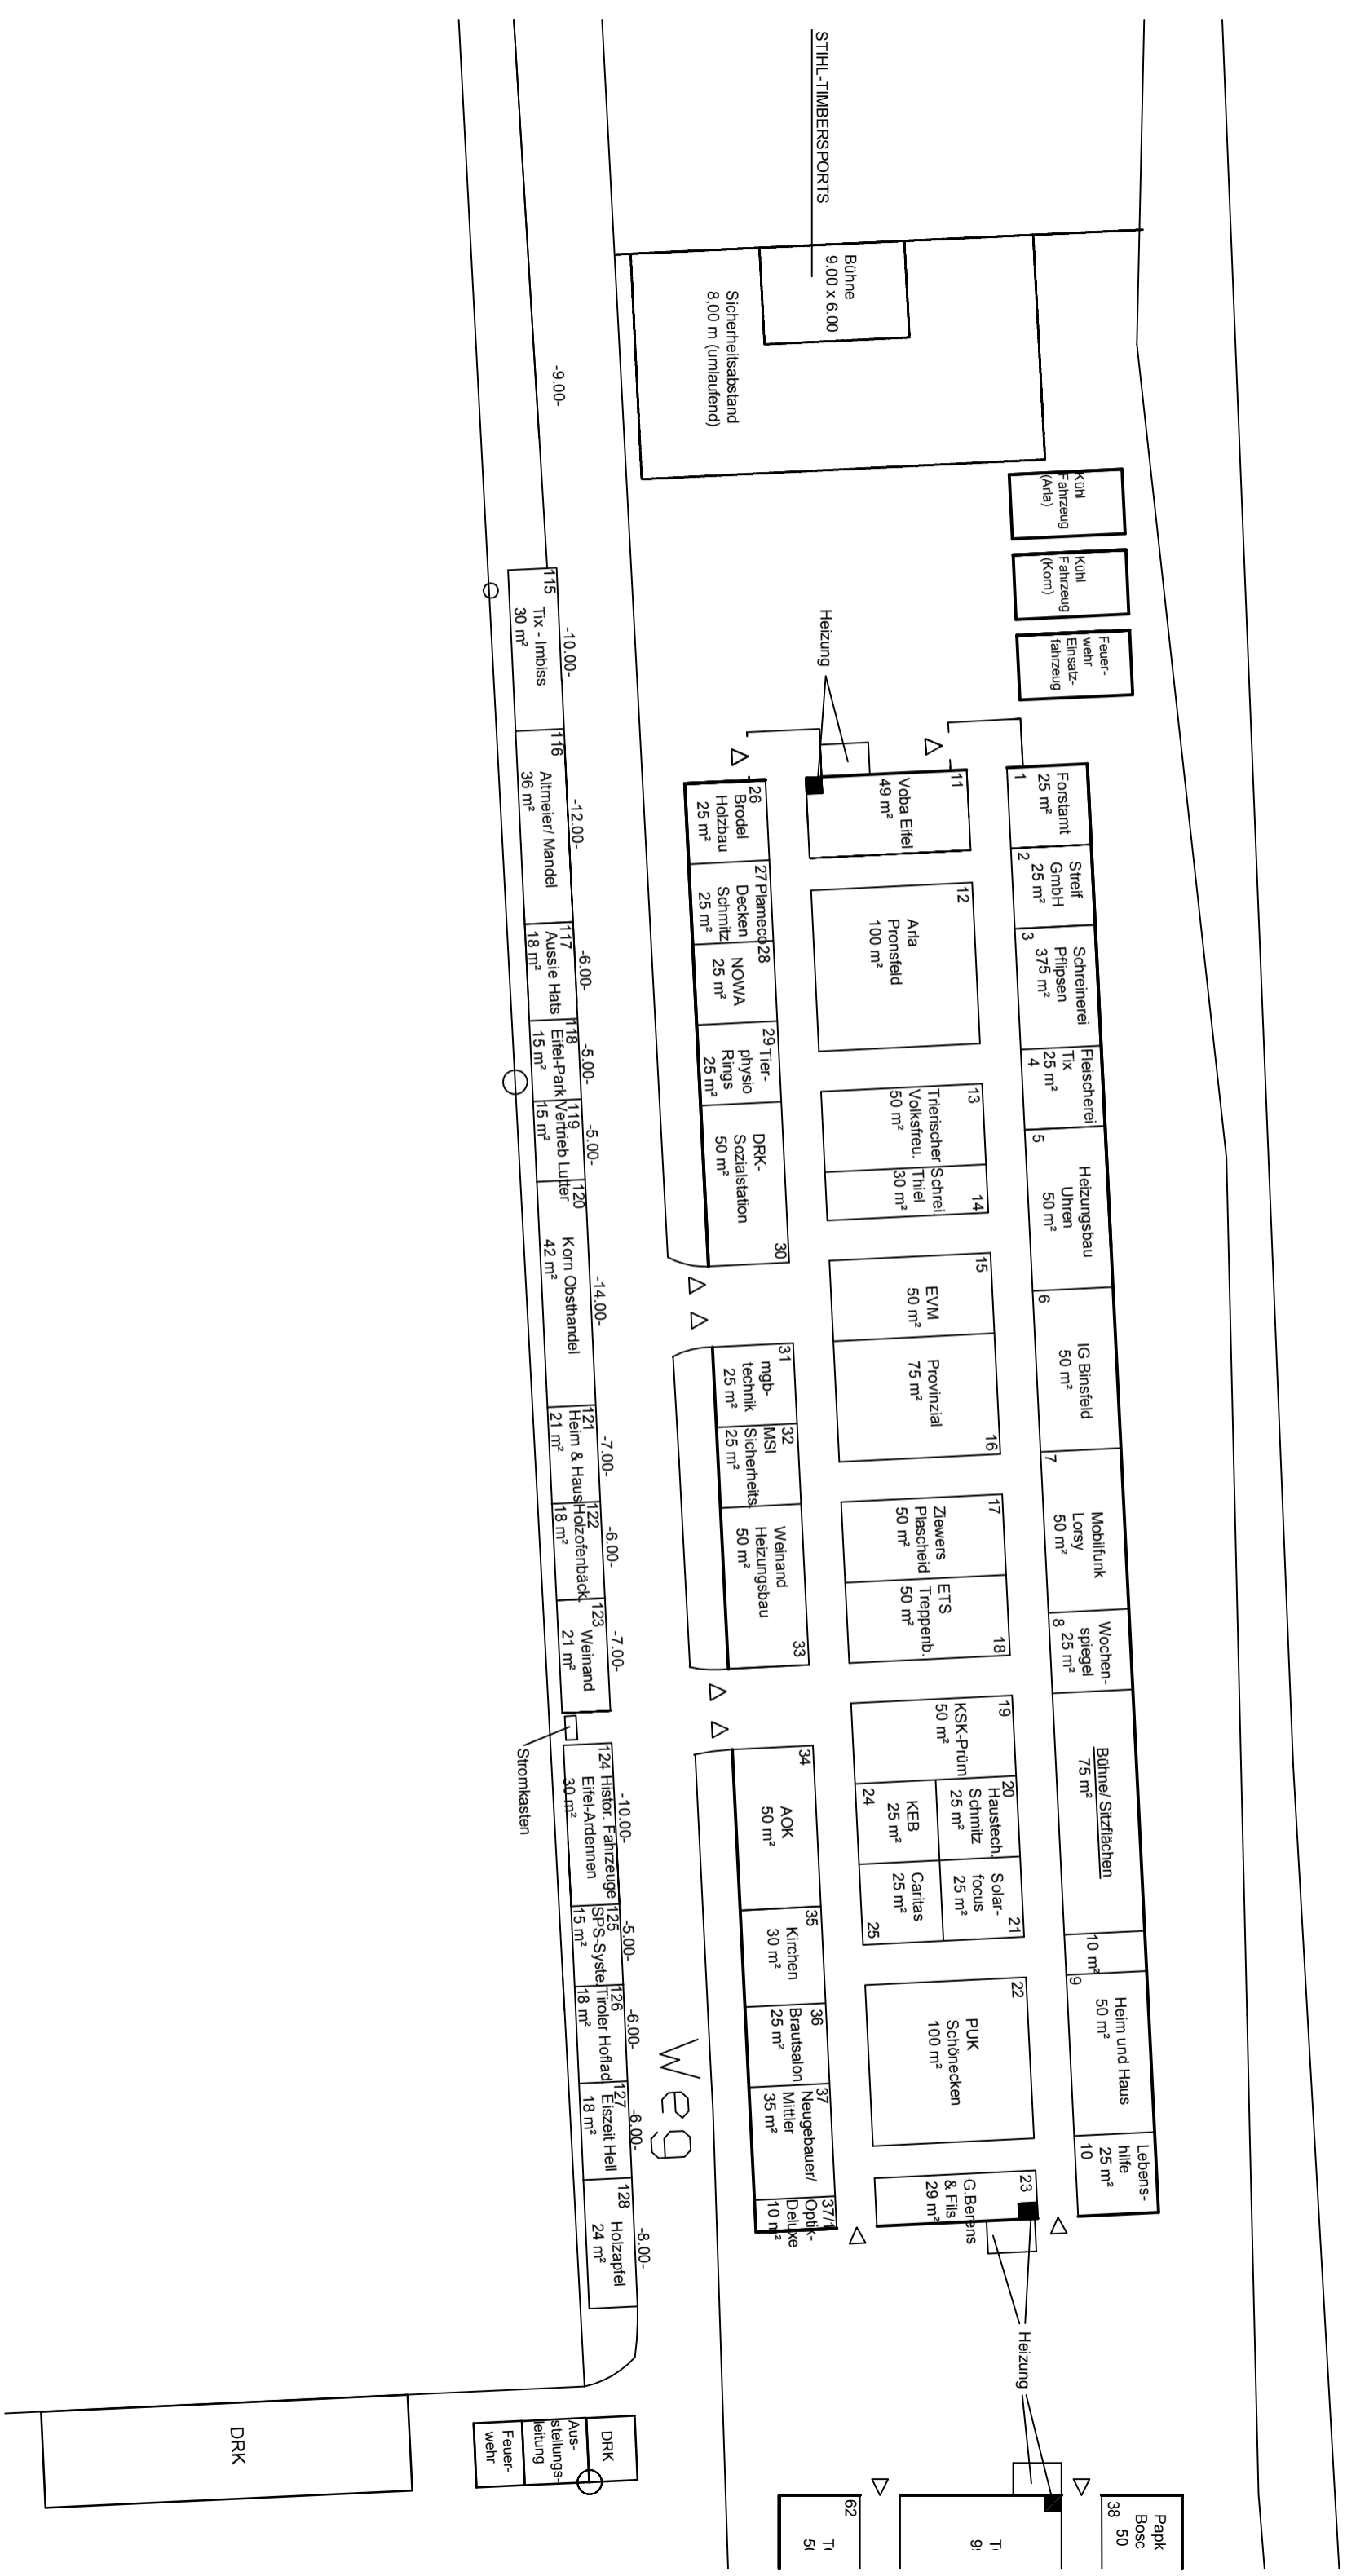 STIHL-TIMBERSPORTS
Bühne
9.00 x 6.00
Sicherheitsabstand
8,00 m (umlaufend)
Kühl
Fahrzeug
(Arla)
Kühl
Fahrzeug
(Korn)
Feuer-
wehr
Einsatz-
fahrzeug
Heizung
1
Forstamt
25 m²
2
Streif
GmbH
25 m²
3
Schreinerei
Pflipsen
375 m²
Fleischerei
Tix
25 m²
4
5
Heizungsbau
Uhren
50 m²
6
IG Binsfeld
50 m²
7
Mobilfunk
Lorsy
50 m²
Wochen-
spiegel
25 m²
8
Bühne/ Sitzflächen
75 m²
10 m²
9
Heim und Haus
50 m²
Lebens-
hilfe
25 m²
10
11
Voba Eifel
49 m²
12
Arla
Pronsfeld
100 m²
13
Trierischer
Volksfreu.
50 m²
14
Schrei
Thiel
30 m²
15
EVM
50 m²
16
Provinzial
75 m²
17
Ziewers
Plascheid
50 m²
18
ETS
Treppenb.
50 m²
19
KSK-Prüm
50 m²
20
Haustech.
Schmitz
25 m²
21
Solar-
focus
25 m²
24
KEB
25 m²
25
Caritas
25 m²
22
PUK
Schönecken
100 m²
23
G.Berens
& Fils
29 m²
Heizung
26
Brodel
Holzbau
25 m²
27
Plameco
Decken
Schmitz
25 m²
28
NOWA
25 m²
29
Tier-
physio
Rings
25 m²
30
DRK-
Sozialstation
50 m²
31
mgb-
technik
25 m²
32
MSI
Sicherheits.
25 m²
33
Weinand
Heizungsbau
50 m²
34
AOK
50 m²
35
Kirchen
30 m²
36
Brautsalon
25 m²
37
Neugebauer/
Mittler
35 m²
37/1
Optik-
Deluxe
10 m²
Weg
-9.00-
115
Tix - Imbiss
30 m²
-10.00-
116
Altmeier/ Mandel
36 m²
-12.00-
117
Aussie Hats
18 m²
-6.00-
118
Eifel-Park
15 m²
-5.00-
119
Vertrieb Lutter
15 m²
-5.00-
120
Korn Obsthandel
42 m²
-14.00-
121
Heim & Haus
21 m²
-7.00-
122
Holzofenbäck.
18 m²
-6.00-
123
Weinand
21 m²
-7.00-
Stromkasten
124 Histor. Fahrzeuge
Eifel-Ardennen
30 m²
-10.00-
125
SPS-Syste.
15 m²
-5.00-
126
Tiroler Hoflad.
18 m²
-6.00-
127
Eiszeit Hell
18 m²
-6.00-
128
Holzapfel
24 m²
-8.00-
DRK
DRK
Aus-
stellungs-
leitung
Feuer-
wehr
62
38
Papk
Bosc
50